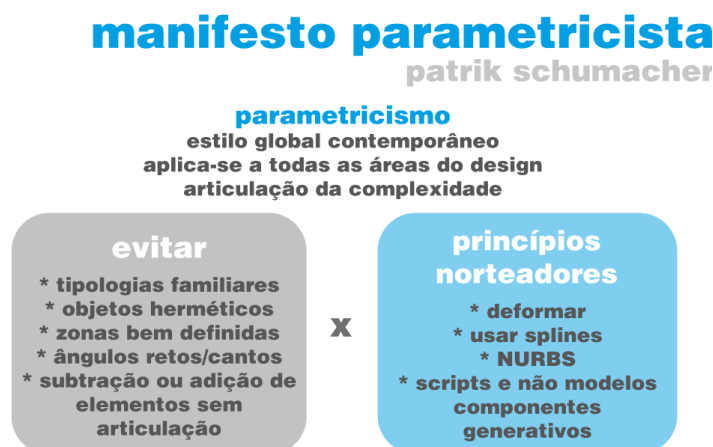 manifesto parametricista
patrik schumacher
parametricismo
estilo global contemporâneo
aplica-se a todas as áreas do design
articulação da complexidade
evitar
* tipologias familiares
* objetos herméticos
* zonas bem definidas
* ângulos retos/cantos
* subtração ou adição de
elementos sem
articulação
x
princípios
norteadores
* deformar
* usar splines
* NURBS
* scripts e não modelos
componentes
generativos